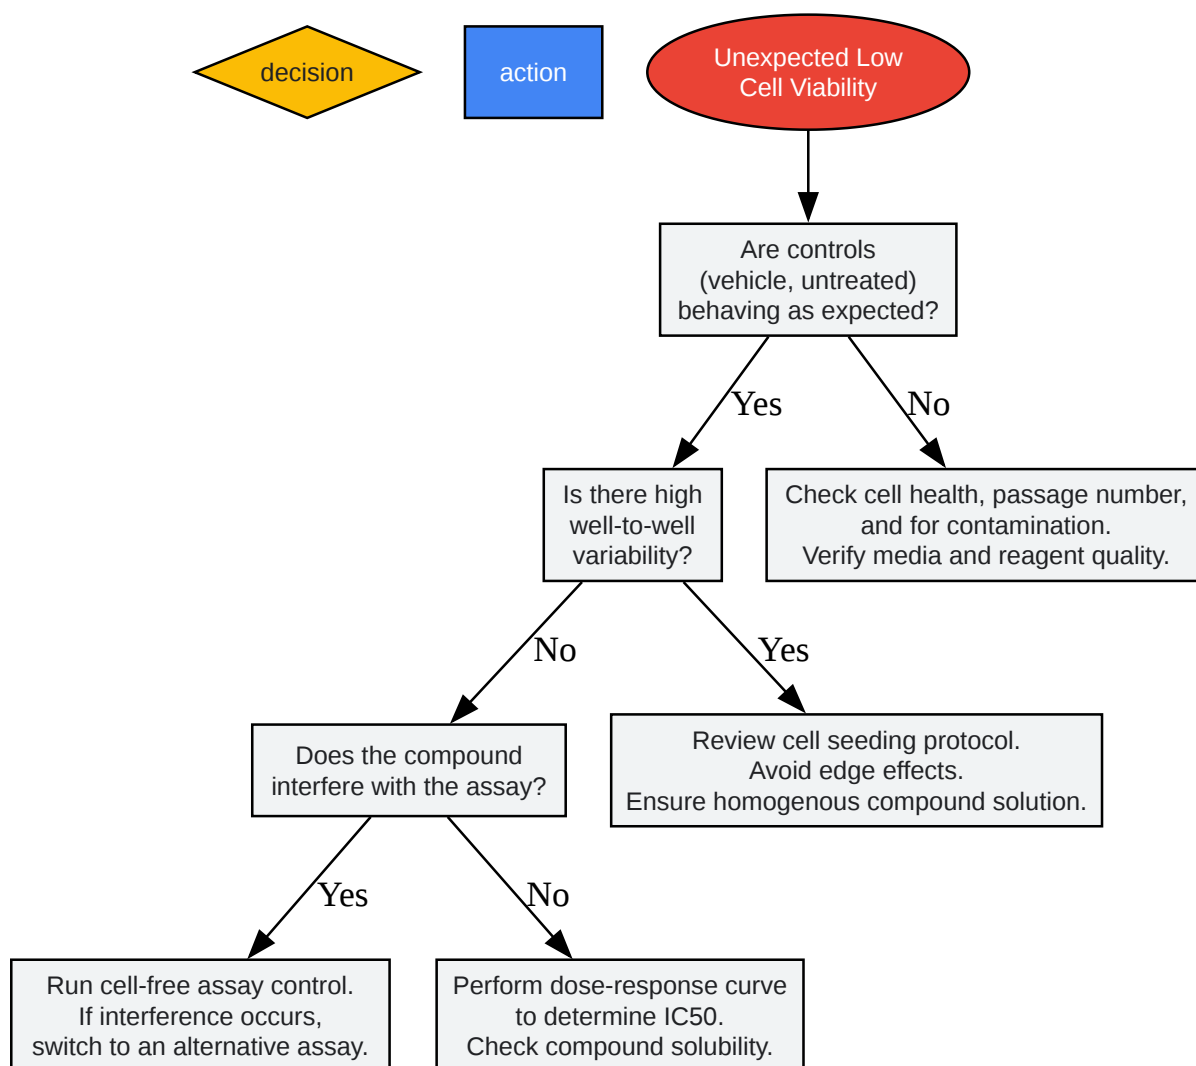 decision
action
Unexpected Low
Cell Viability
Are controls
(vehicle, untreated)
behaving as expected?
Yes
No
Is there high
well-to-well
variability?
Check cell health, passage number,
and for contamination.
Verify media and reagent quality.
No
Yes
Does the compound
interfere with the assay?
Review cell seeding protocol.
Avoid edge effects.
Ensure homogenous compound solution.
Yes
No
Run cell-free assay control.
If interference occurs,
switch to an alternative assay.
Perform dose-response curve
to determine IC50.
Check compound solubility.